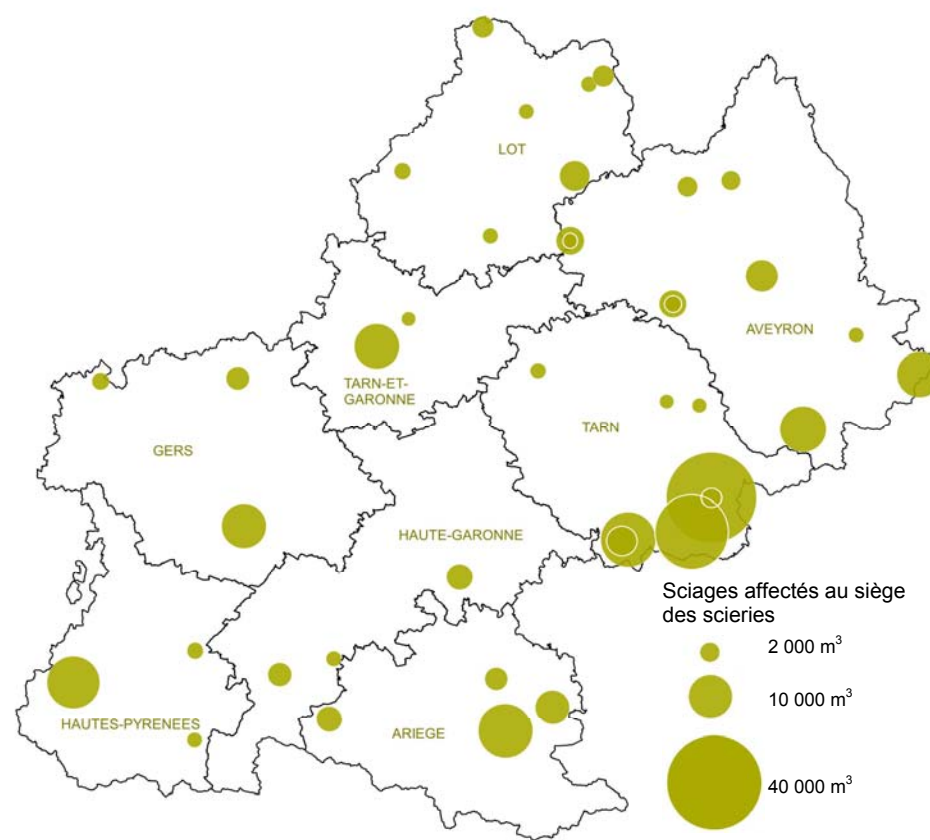 LOT
AVEYRON
TARN-ET-
GARONNE
TARN
GERS
HAUTE-GARONNE
Sciages affectés au siège
des scieries
2 000 m³
10 000 m³
HAUTES-PYRENEES
ARIEGE
40 000 m³